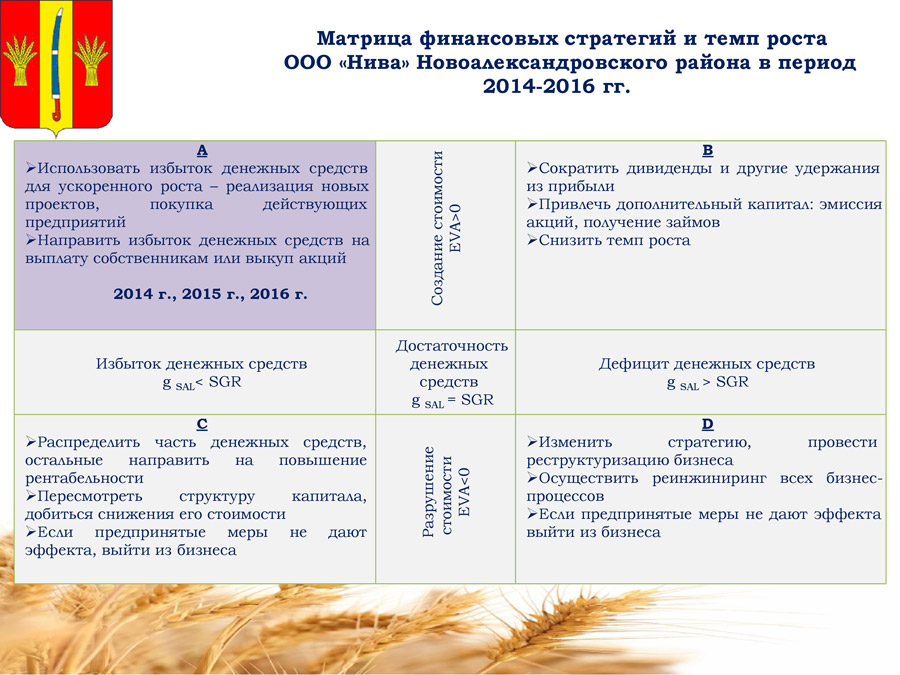 Матрица финансовых стратегий и темп роста
ООО «Нива» Новоалександровского района в период
2014-2016 гг.
A
➢Использовать избыток денежных средств
для ускоренного роста – реализация новых
проектов, покупка действующих
предприятий
➢Направить избыток денежных средств на
выплату собственникам или выкуп акций
2014 г., 2015 г., 2016 г.
Создание стоимости
EVA>0
B
➢Сократить дивиденды и другие удержания
из прибыли
➢Привлечь дополнительный капитал: эмиссия
акций, получение займов
➢Снизить темп роста
Избыток денежных средств
g SAL< SGR
Достаточность
денежных
средств
g SAL = SGR
Дефицит денежных средств
g SAL > SGR
C
➢Распределить часть денежных средств,
остальные направить на повышение
рентабельности
➢Пересмотреть структуру капитала,
добиться снижения его стоимости
➢Если предпринятые меры не дают
эффекта, выйти из бизнеса
Разрушение
стоимости
EVA<0
D
➢Изменить стратегию, провести
реструктуризацию бизнеса
➢Осуществить реинжиниринг всех бизнес-
процессов
➢Если предпринятые меры не дают эффекта
выйти из бизнеса